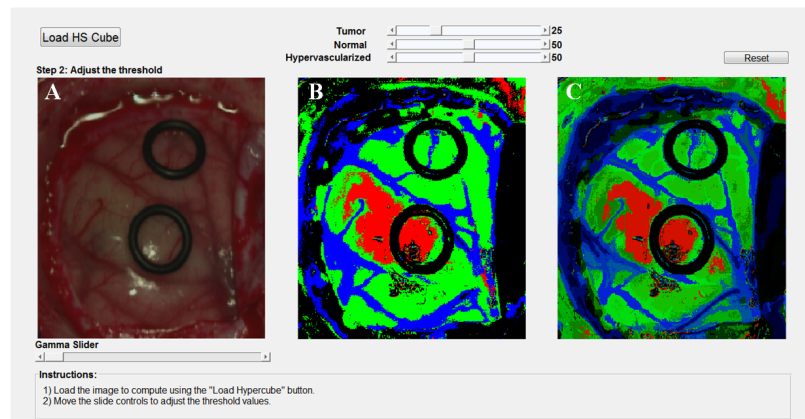 Load HS Cube
Tumor 25
Normal 50
Hypervascularized 50
Reset
Step 2: Adjust the threshold
A B C
Gamma Slider
Instructions:
1) Load the image to compute using the "Load Hypercube" button.
2) Move the slide controls to adjust the threshold values.